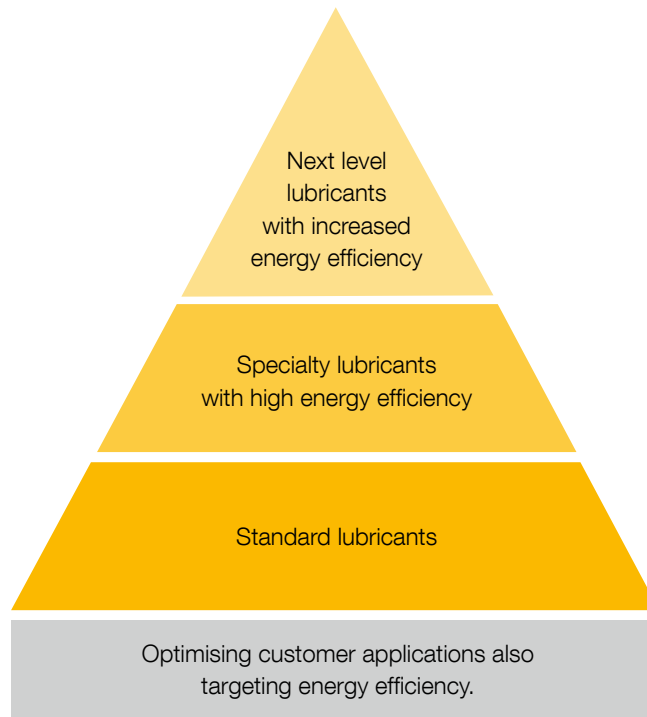 Next level
lubricants
with increased
energy efficiency
Specialty lubricants
with high energy efficiency
Standard lubricants
Optimising customer applications also
targeting energy efficiency.